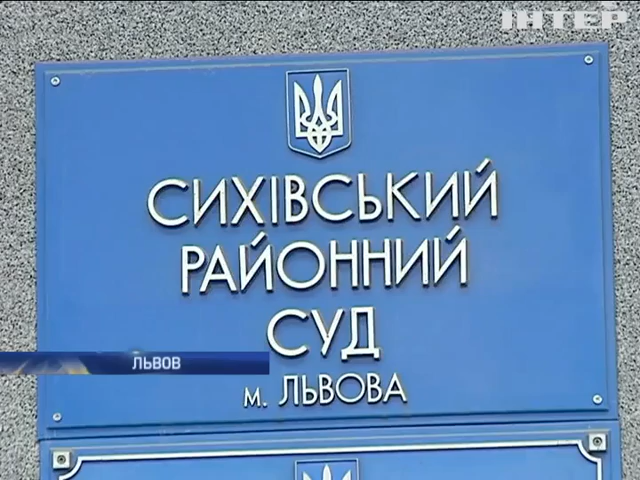 ІНТЕР
СИХІВСЬКИЙ
РАЙОННИЙ
СУД
ЛЬВОВ
м. ЛЬВОВА